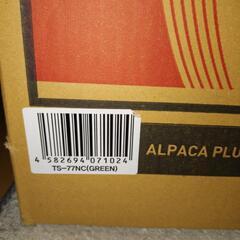 4 582694 071024
TS-77NC(GREEN)
ALPACA PLU